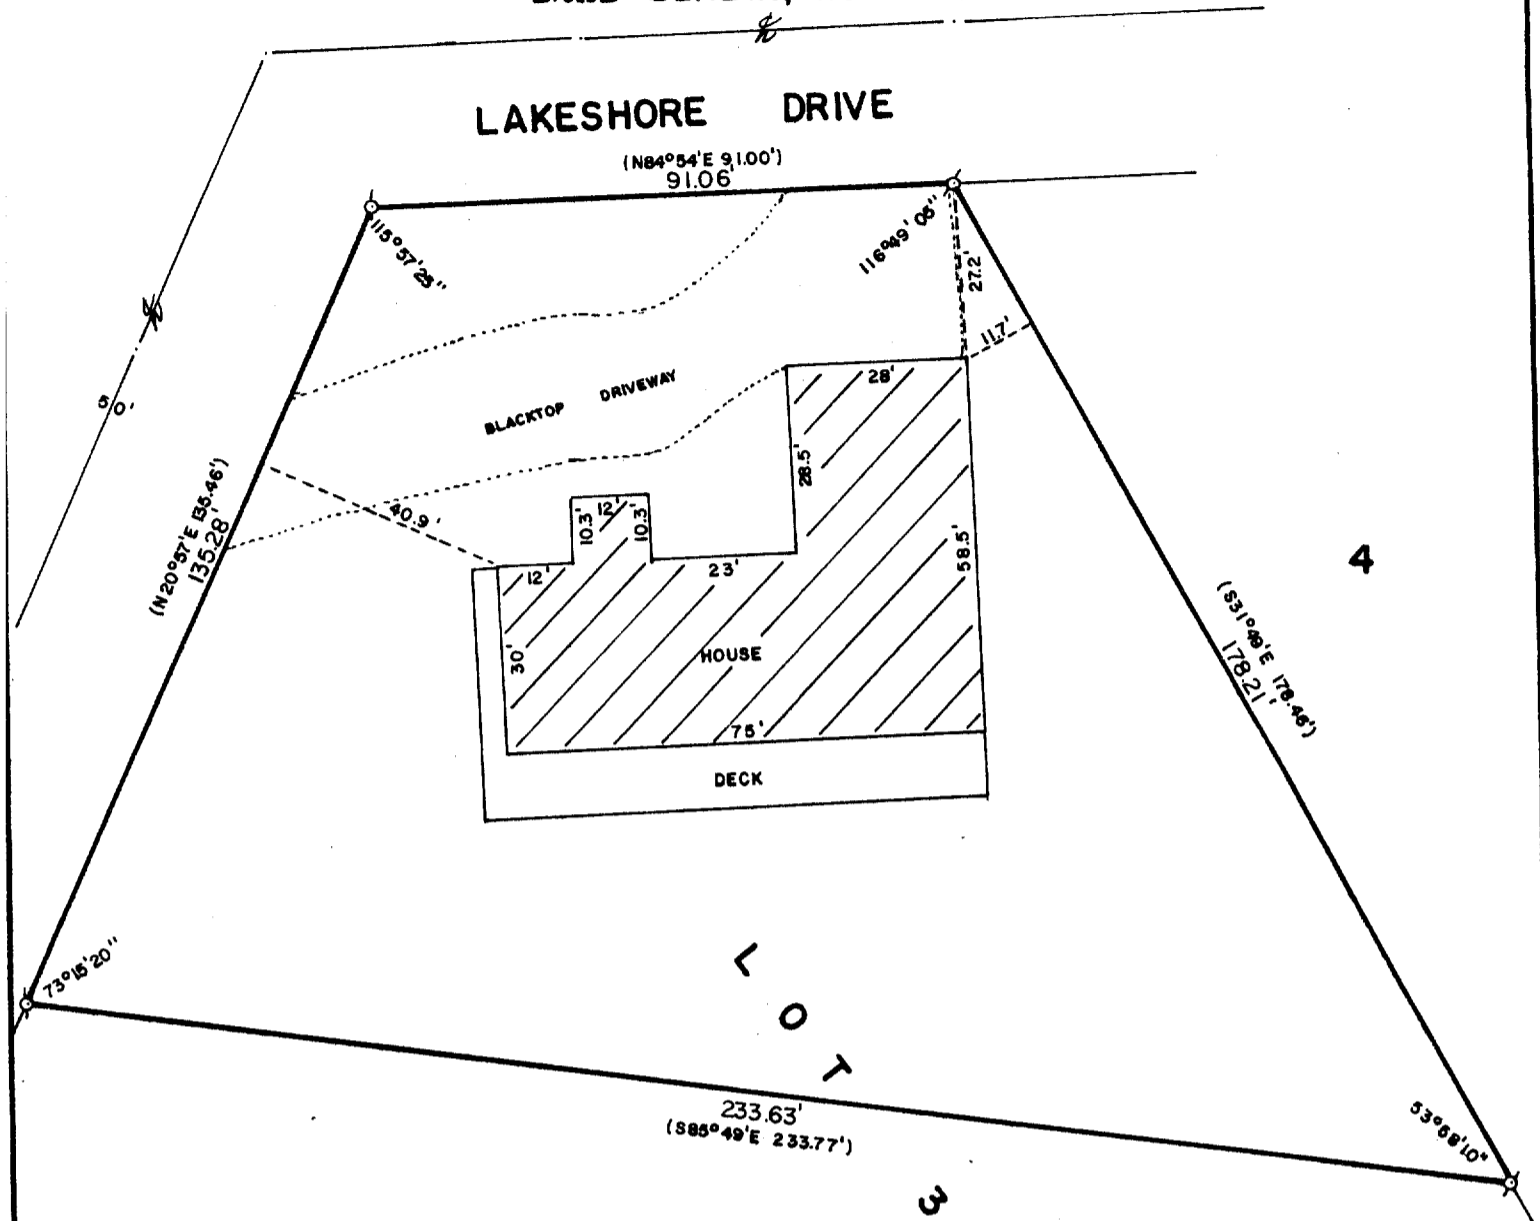 LAKESHORE DRIVE
(N84°54'E 91.00')
91.06'
115°57'25"
116°49'05"
27.2'
11.7'
50'
28'
BLACKTOP DRIVEWAY
28.5'
(N20°57'E 135.46')
135.28'
40.9'
10.3'
12'
10.3'
12'
23'
58.5'
4
30'
HOUSE
(S31°49'E 178.46')
178.21'
75'
DECK
73°15'20"
LOT
233.63'
(S85°49'E 233.77')
53°58'10"
3